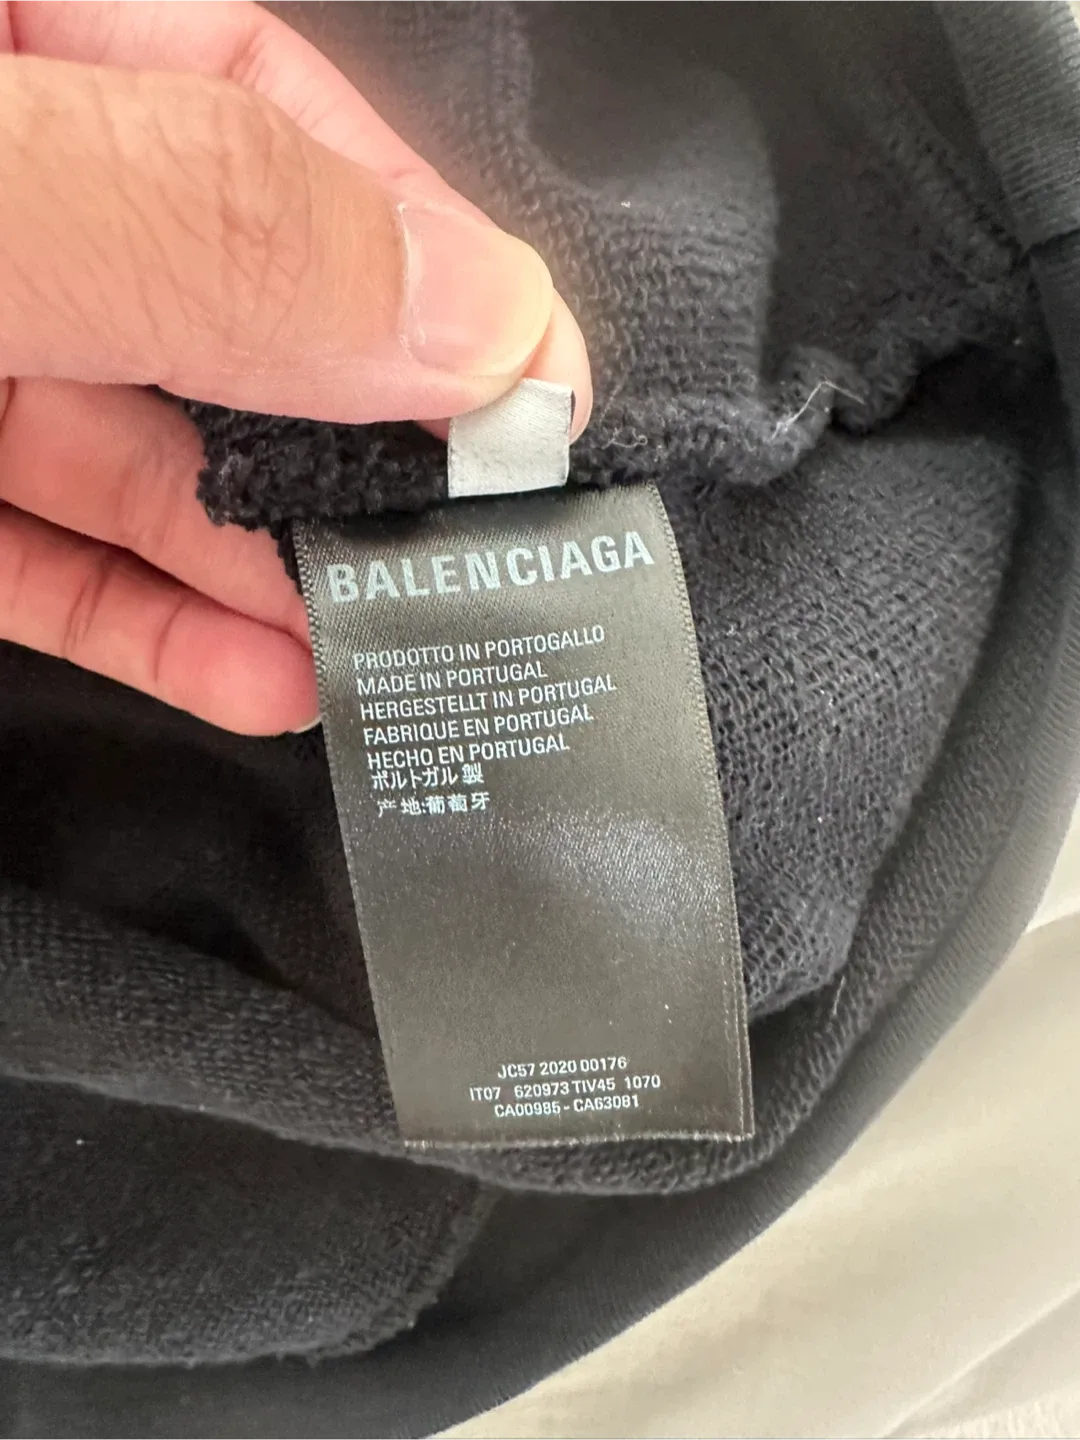 BALENCIAGA
PRODOTTO IN PORTOGALLO
MADE IN PORTUGAL
HERGESTELLT IN PORTUGAL
FABRIQUE EN PORTUGAL
HECHO EN PORTUGAL
ポルトガル製
产地:葡萄牙
JC57 2020 00176
IT07 620973 TIV45 1070
CA00985 - CA63081